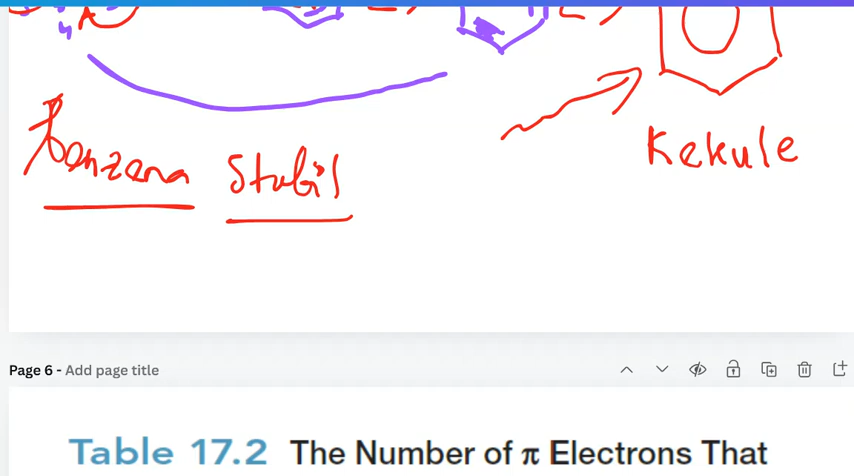 Kekule
Benzena Stabil
Page 6 - Add page title
Table 17.2 The Number of π Electrons That